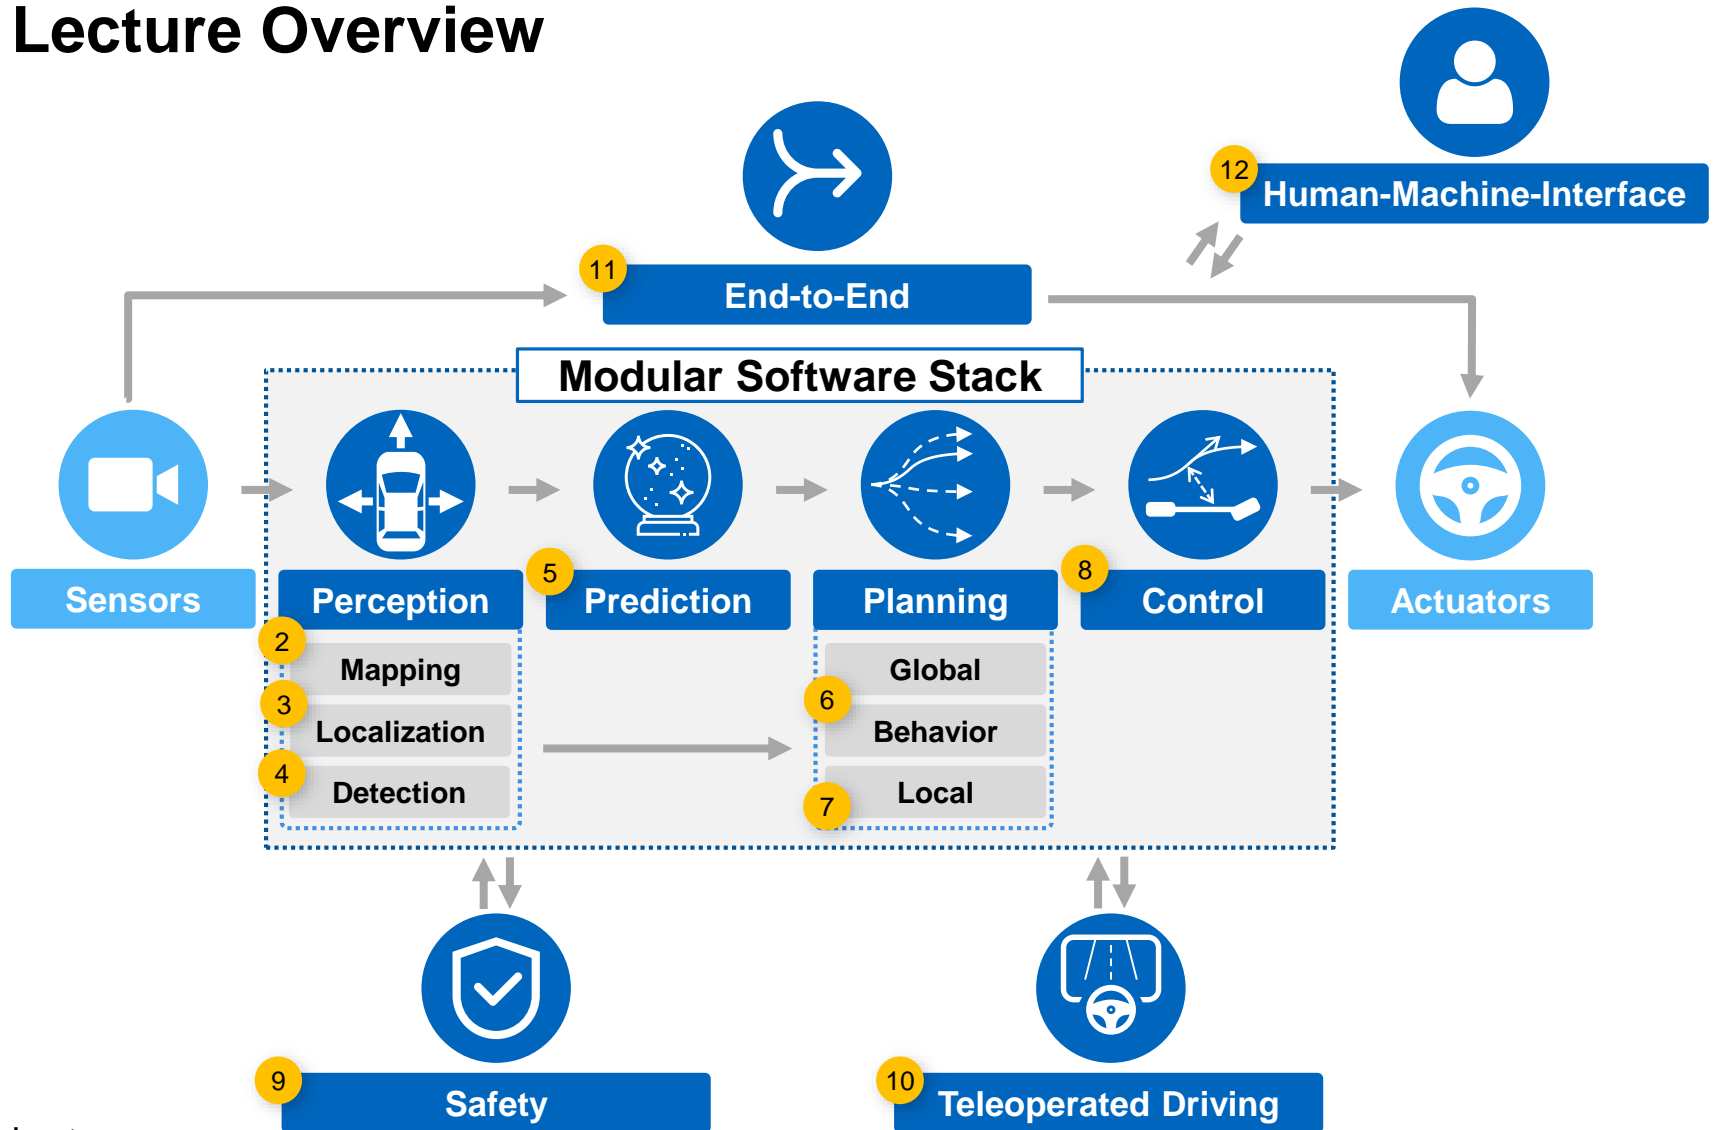 Lecture Overview
12
Human-Machine-Interface
11
End-to-End
Modular Software Stack
Sensors
Perception
5
Prediction
Planning
8
Control
Actuators
2
Mapping
3
Localization
4
Detection
Global
6
Behavior
7
Local
9
Safety
10
Teleoperated Driving